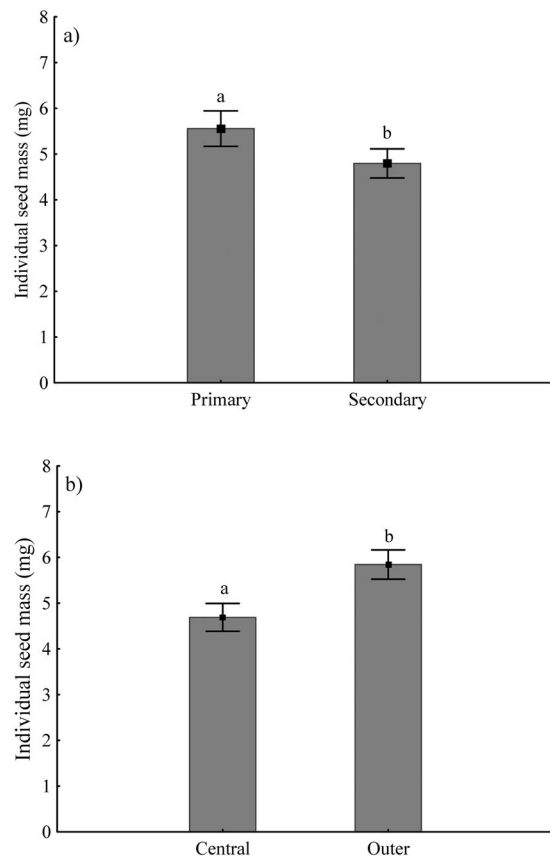 a)
Individual seed mass (mg)
8
7
6
5
4
3
2
1
0
a
b
Primary
Secondary
b)
Individual seed mass (mg)
8
7
6
5
4
3
2
1
0
a
b
Central
Outer